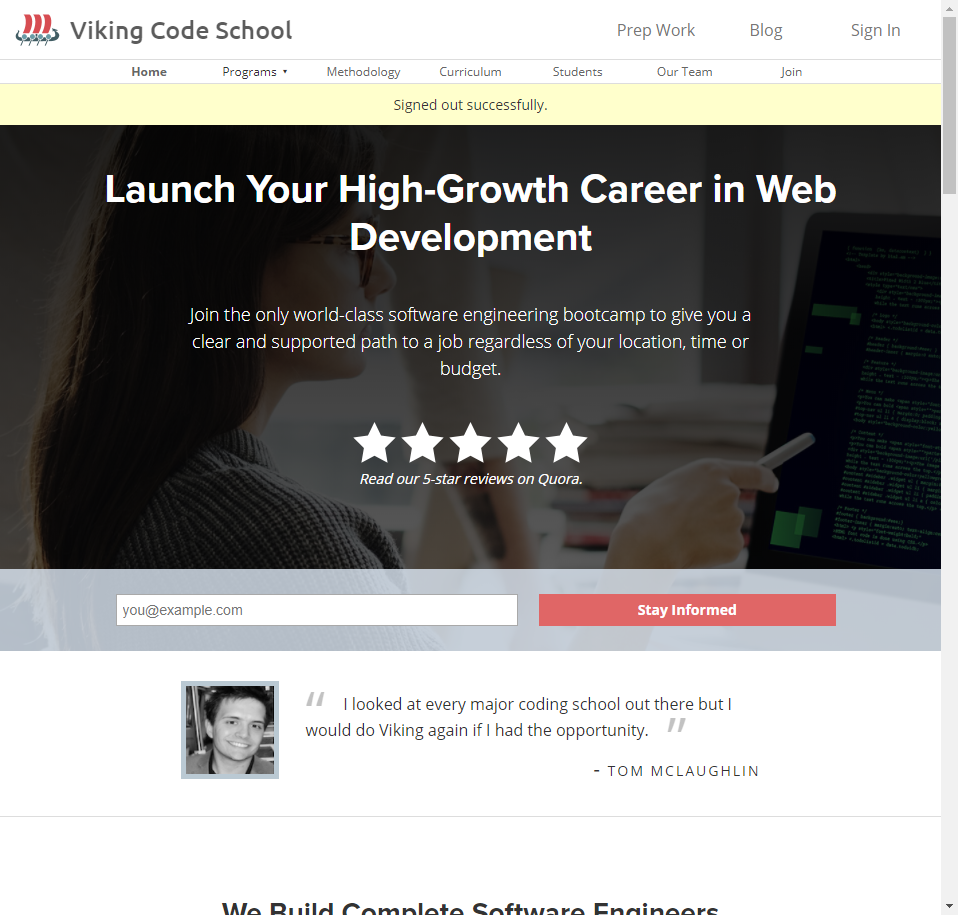 Viking Code School
Prep Work
Blog
Sign In
Home
Programs ▾
Methodology
Curriculum
Students
Our Team
Join
Signed out successfully.
Launch Your High-Growth Career in Web
Development
Join the only world-class software engineering bootcamp to give you a
clear and supported path to a job regardless of your location, time or
budget.
Read our 5-star reviews on Quora.
you@example.com
Stay Informed
“ I looked at every major coding school out there but I
would do Viking again if I had the opportunity. ”
- TOM MCLAUGHLIN
We Build Complete Software Engineers